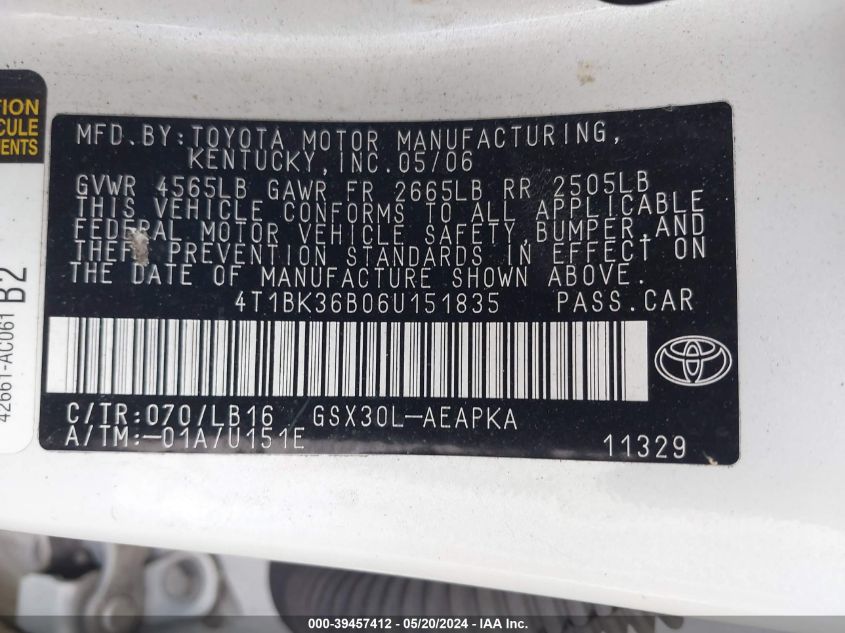 TION
CULE
ENTS
42661-AC061 B2
MFD.BY:TOYOTA MOTOR MANUFACTURING,
KENTUCKY,INC.05/06
GVWR 4565LB GAWR FR 2665LB RR 2505LB
THIS VEHICLE CONFORMS TO ALL APPLICABLE
FEDERAL MOTOR VEHICLE SAFETY,BUMPER,AND
THEFT PREVENTION STANDARDS IN EFFECT ON
THE DATE OF MANUFACTURE SHOWN ABOVE.
4T1BK36B06U151835 PASS.CAR
C/TR:070/LB16 GSX30L-AEAPKA
A/TM:-01A/U151E 11329
000-39457412 | 05/20/2024 | IAA Inc.